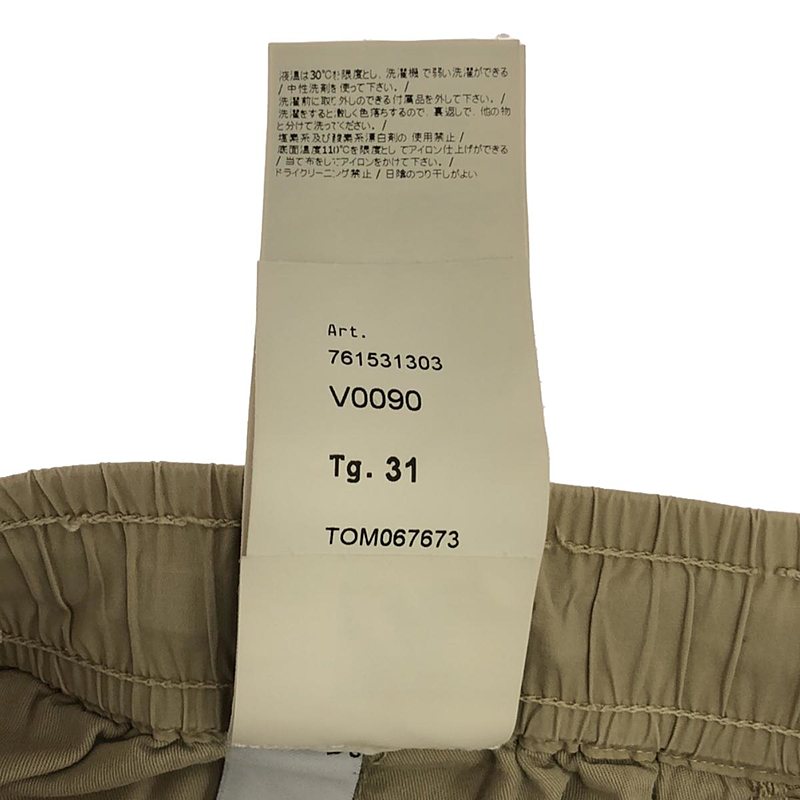 液温は30℃を限度とし、洗濯機で弱い洗濯ができる
/ 中性洗剤を使って下さい。/
洗濯前に取り外しのできる付属品を外して下さい。/
洗濯をすると激しく色落ちするので、裏返しで、他の物
と分けて洗ってください。/
塩素系及び酸素系漂白剤の 使用禁止 /
底面温度110℃を限度とし てアイロン仕上げができる
/ 当て布をしてアイロンをかけて下さい。/
ドライクリーニング禁止 / 日陰のつり干しがよい
Art.
761531303
V0090
Tg. 31
TOM067673